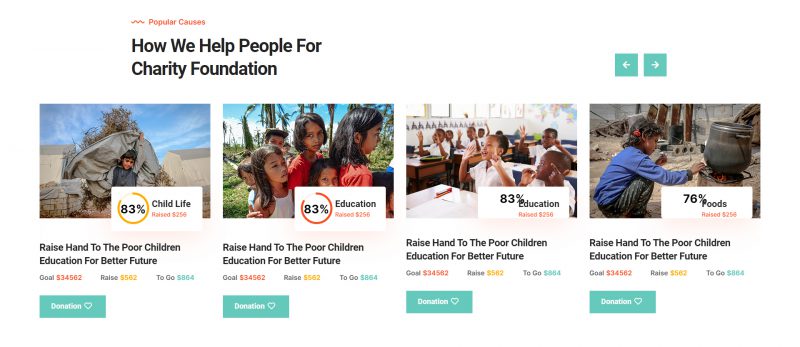 Popular Causes
How We Help People For
Charity Foundation
83%
Child Life
Raised $256
Raise Hand To The Poor Children
Education For Better Future
Goal $34562 Raise $562 To Go $864
Donation
83%
Education
Raised $256
Raise Hand To The Poor Children
Education For Better Future
Goal $34562 Raise $562 To Go $864
Donation
83%
Education
Raised $256
Raise Hand To The Poor Children
Education For Better Future
Goal $34562 Raise $562 To Go $864
Donation
76%
Foods
Raised $256
Raise Hand To The Poor Children
Education For Better Future
Goal $34562 Raise $562 To Go $864
Donation